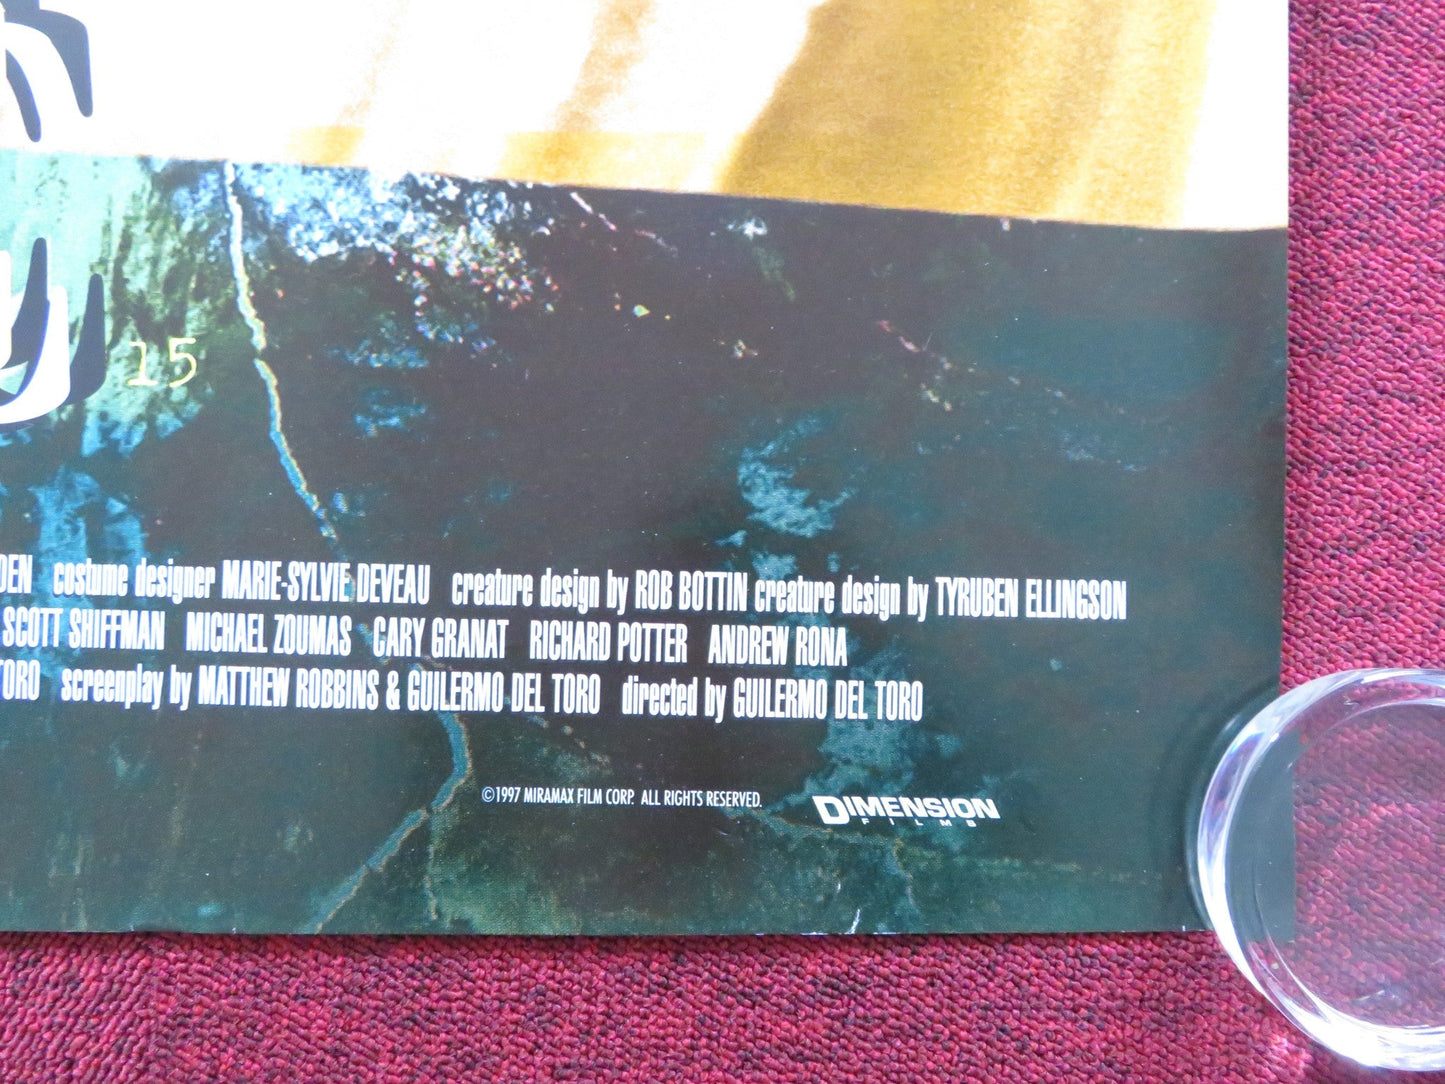 15
DEN costume designer MARIE-SYLVIE DEVEAU creature design by ROB BOTTIN creature design by TYRUBEN ELLINGSON
SCOTT SHIFFMAN MICHAEL ZOUMAS CARY GRANAT RICHARD POTTER ANDREW RONA
TORO screenplay by MATTHEW ROBBINS & GUILERMO DEL TORO directed by GUILERMO DEL TORO
©1997 MIRAMAX FILM CORP. ALL RIGHTS RESERVED.
DIMENSION
FILMS